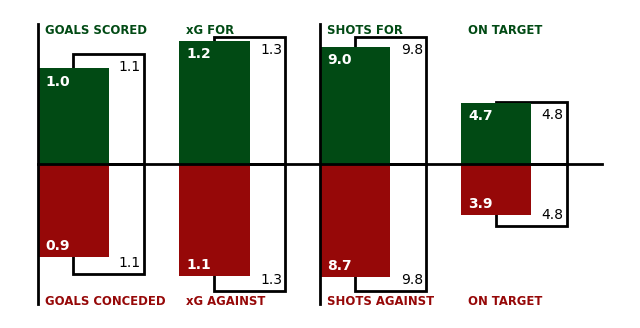 GOALS SCORED xG FOR SHOTS FOR ON TARGET
1.0 1.1 1.2 1.3 9.0 9.8 4.7 4.8
0.9 1.1 1.1 1.3 8.7 9.8 3.9 4.8
GOALS CONCEDED xG AGAINST SHOTS AGAINST ON TARGET